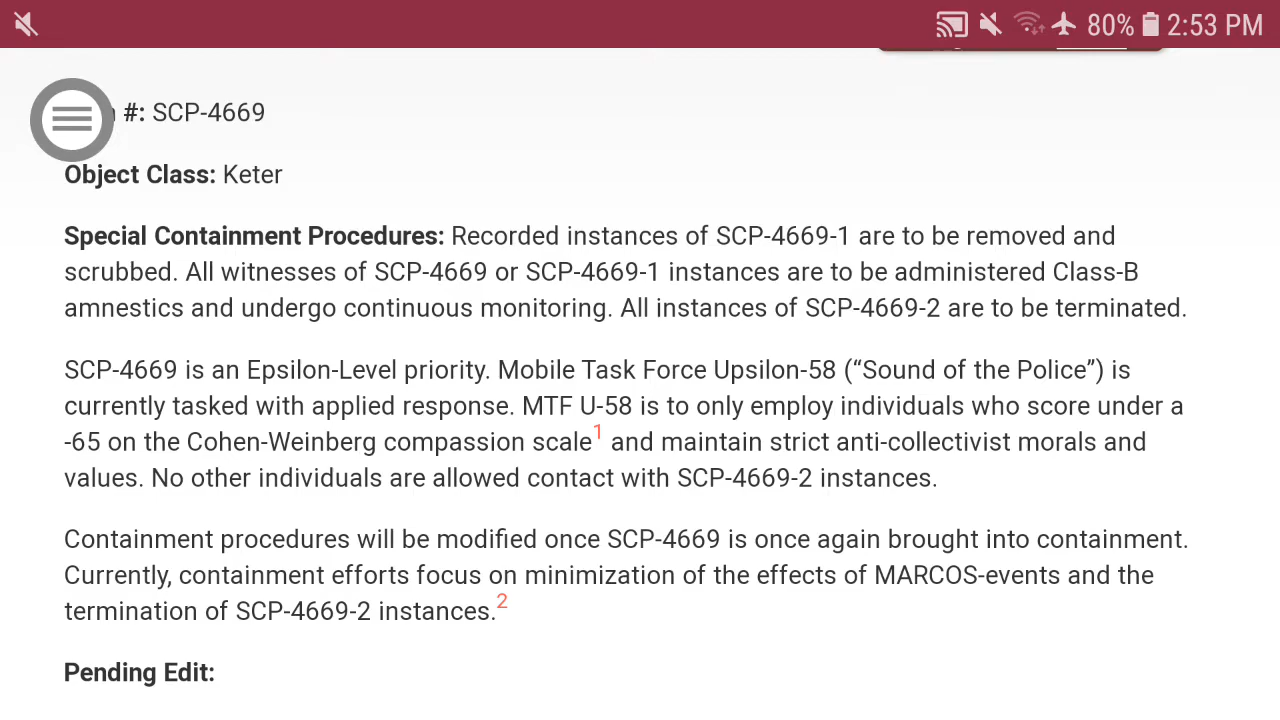 80% 2:53 PM
#: SCP-4669
Object Class: Keter
Special Containment Procedures: Recorded instances of SCP-4669-1 are to be removed and
scrubbed. All witnesses of SCP-4669 or SCP-4669-1 instances are to be administered Class-B
amnestics and undergo continuous monitoring. All instances of SCP-4669-2 are to be terminated.
SCP-4669 is an Epsilon-Level priority. Mobile Task Force Upsilon-58 (“Sound of the Police”) is
currently tasked with applied response. MTF U-58 is to only employ individuals who score under a
-65 on the Cohen-Weinberg compassion scale1 and maintain strict anti-collectivist morals and
values. No other individuals are allowed contact with SCP-4669-2 instances.
Containment procedures will be modified once SCP-4669 is once again brought into containment.
Currently, containment efforts focus on minimization of the effects of MARCOS-events and the
termination of SCP-4669-2 instances.2
Pending Edit: